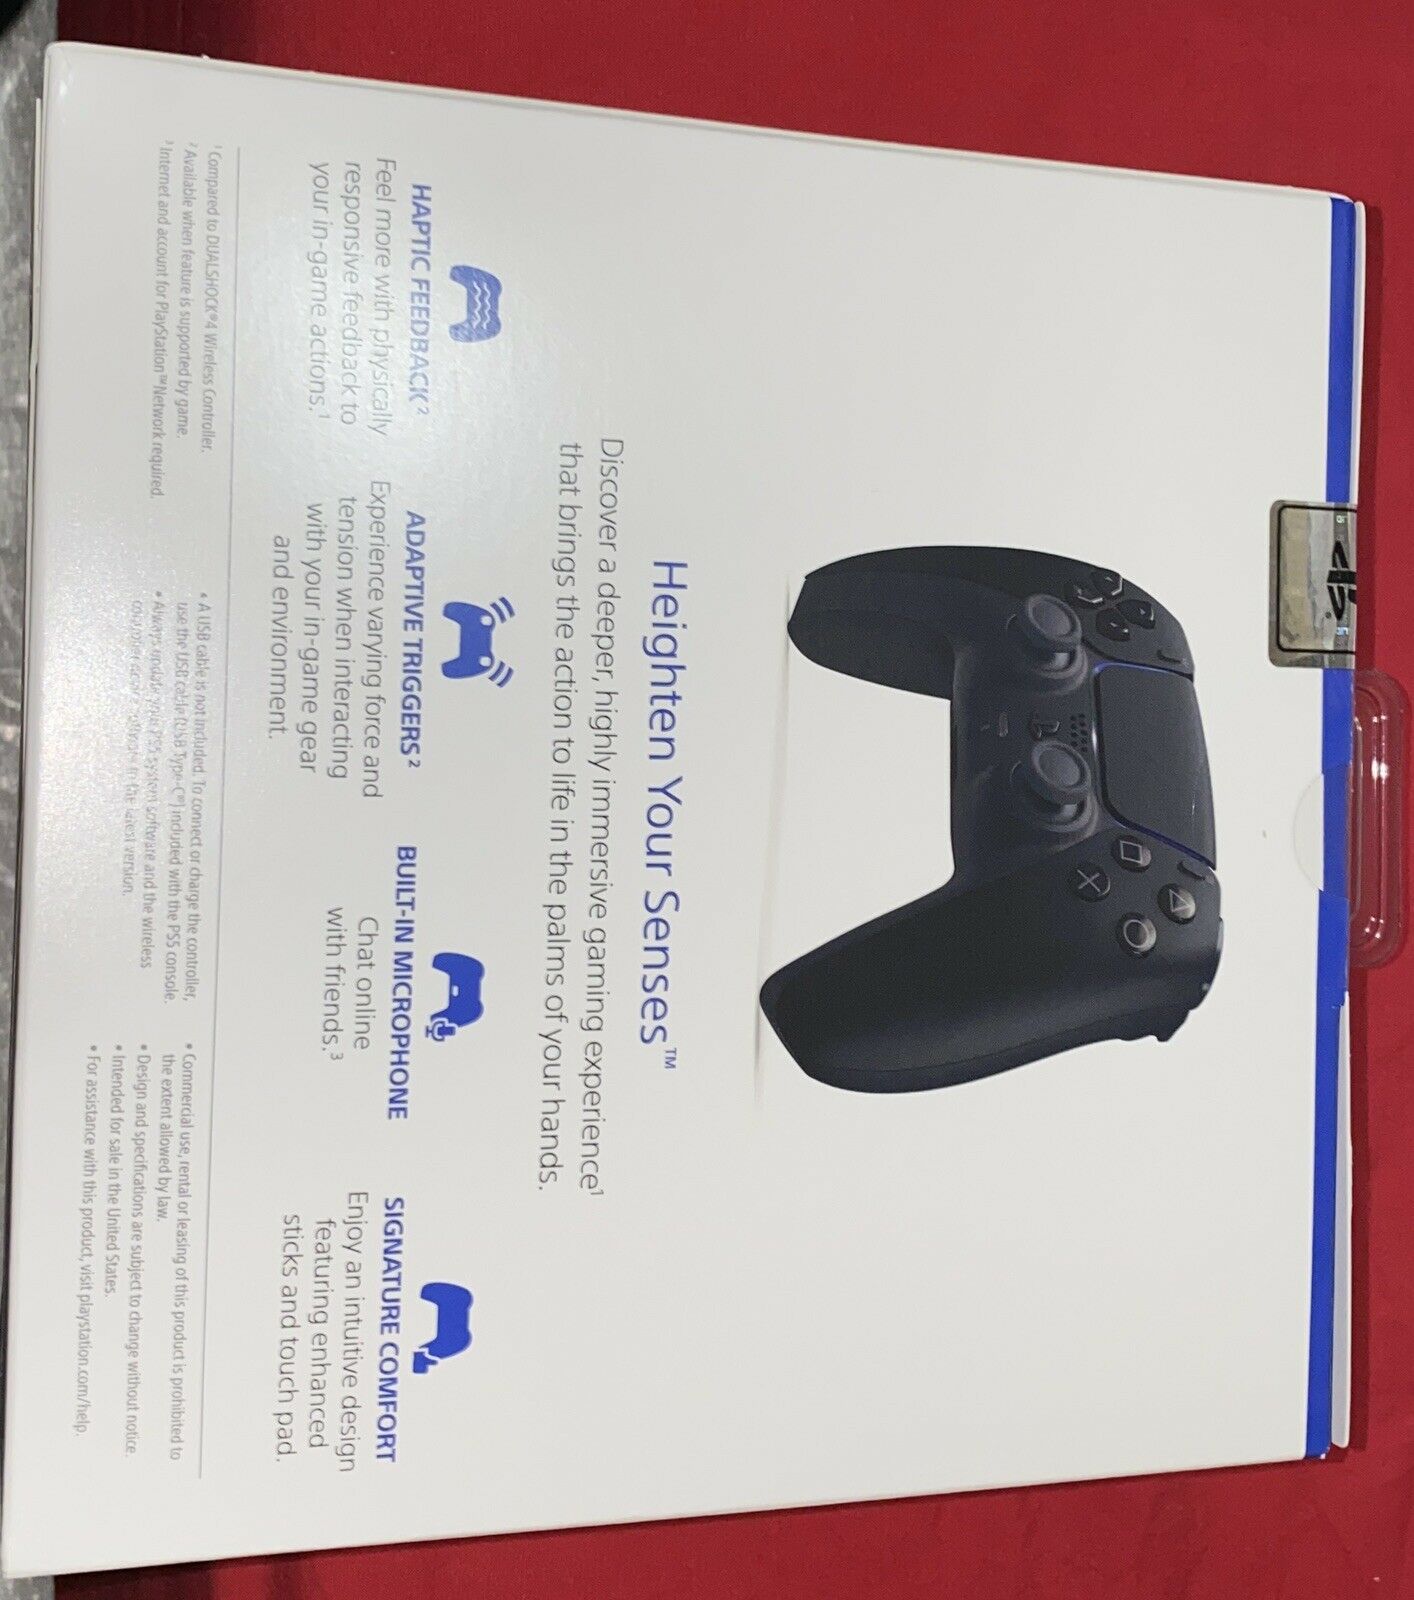 Heighten Your Senses™
Discover a deeper, highly immersive gaming experience¹
that brings the action to life in the palms of your hands.
HAPTIC FEEDBACK²
Feel more with physically
responsive feedback to
your in-game actions.¹
ADAPTIVE TRIGGERS²
Experience varying force and
tension when interacting
with your in-game gear
and environment.
BUILT-IN MICROPHONE
Chat online
with friends.³
SIGNATURE COMFORT
Enjoy an intuitive design
featuring enhanced
sticks and touch pad.
¹ Compared to DUALSHOCK®4 Wireless Controller.
² Available when feature is supported by game.
³ Internet and account for PlayStation™Network required.
• A USB cable is not included. To connect or charge the controller,
use the USB cable (USB Type-C®) included with the PS5 console.
• Always update your PS5 system software and the wireless
controller device software to the latest version.
• Commercial use, rental or leasing of this product is prohibited to
the extent allowed by law.
• Design and specifications are subject to change without notice.
• Intended for sale in the United States.
• For assistance with this product, visit playstation.com/help.